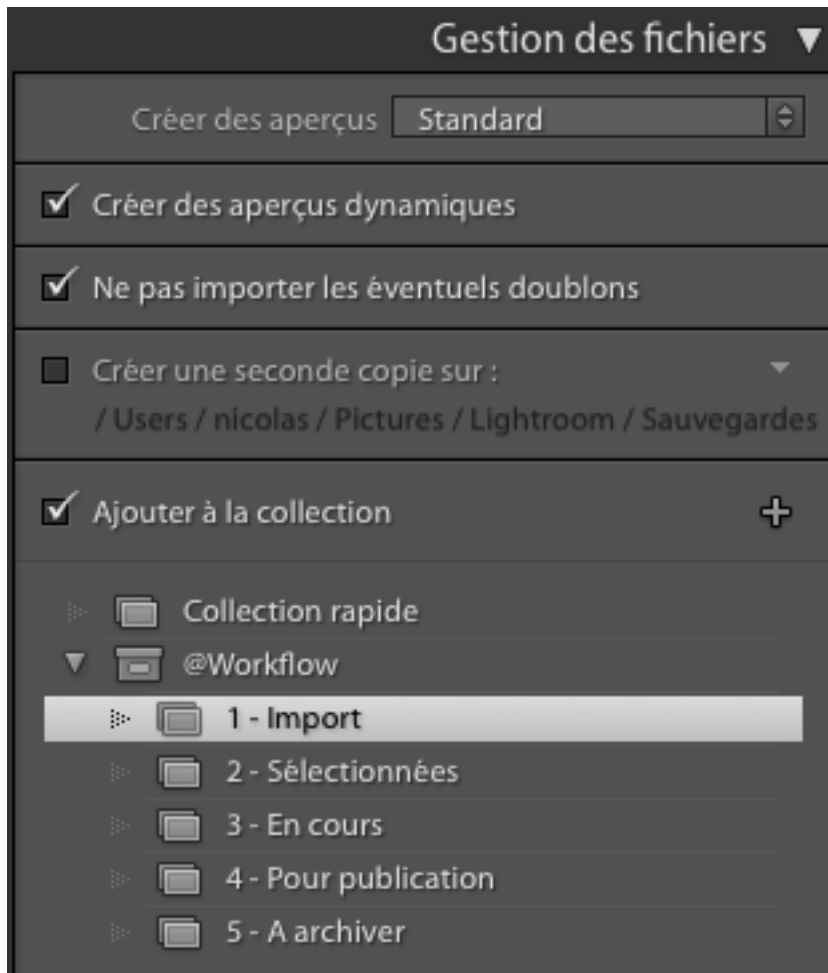 Gestion des fichiers
Créer des aperçus Standard
Créer des aperçus dynamiques
Ne pas importer les éventuels doublons
Créer une seconde copie sur :
/ Users / nicolas / Pictures / Lightroom / Sauvegardes
Ajouter à la collection
Collection rapide
@Workflow
1 - Import
2 - Sélectionnées
3 - En cours
4 - Pour publication
5 - A archiver